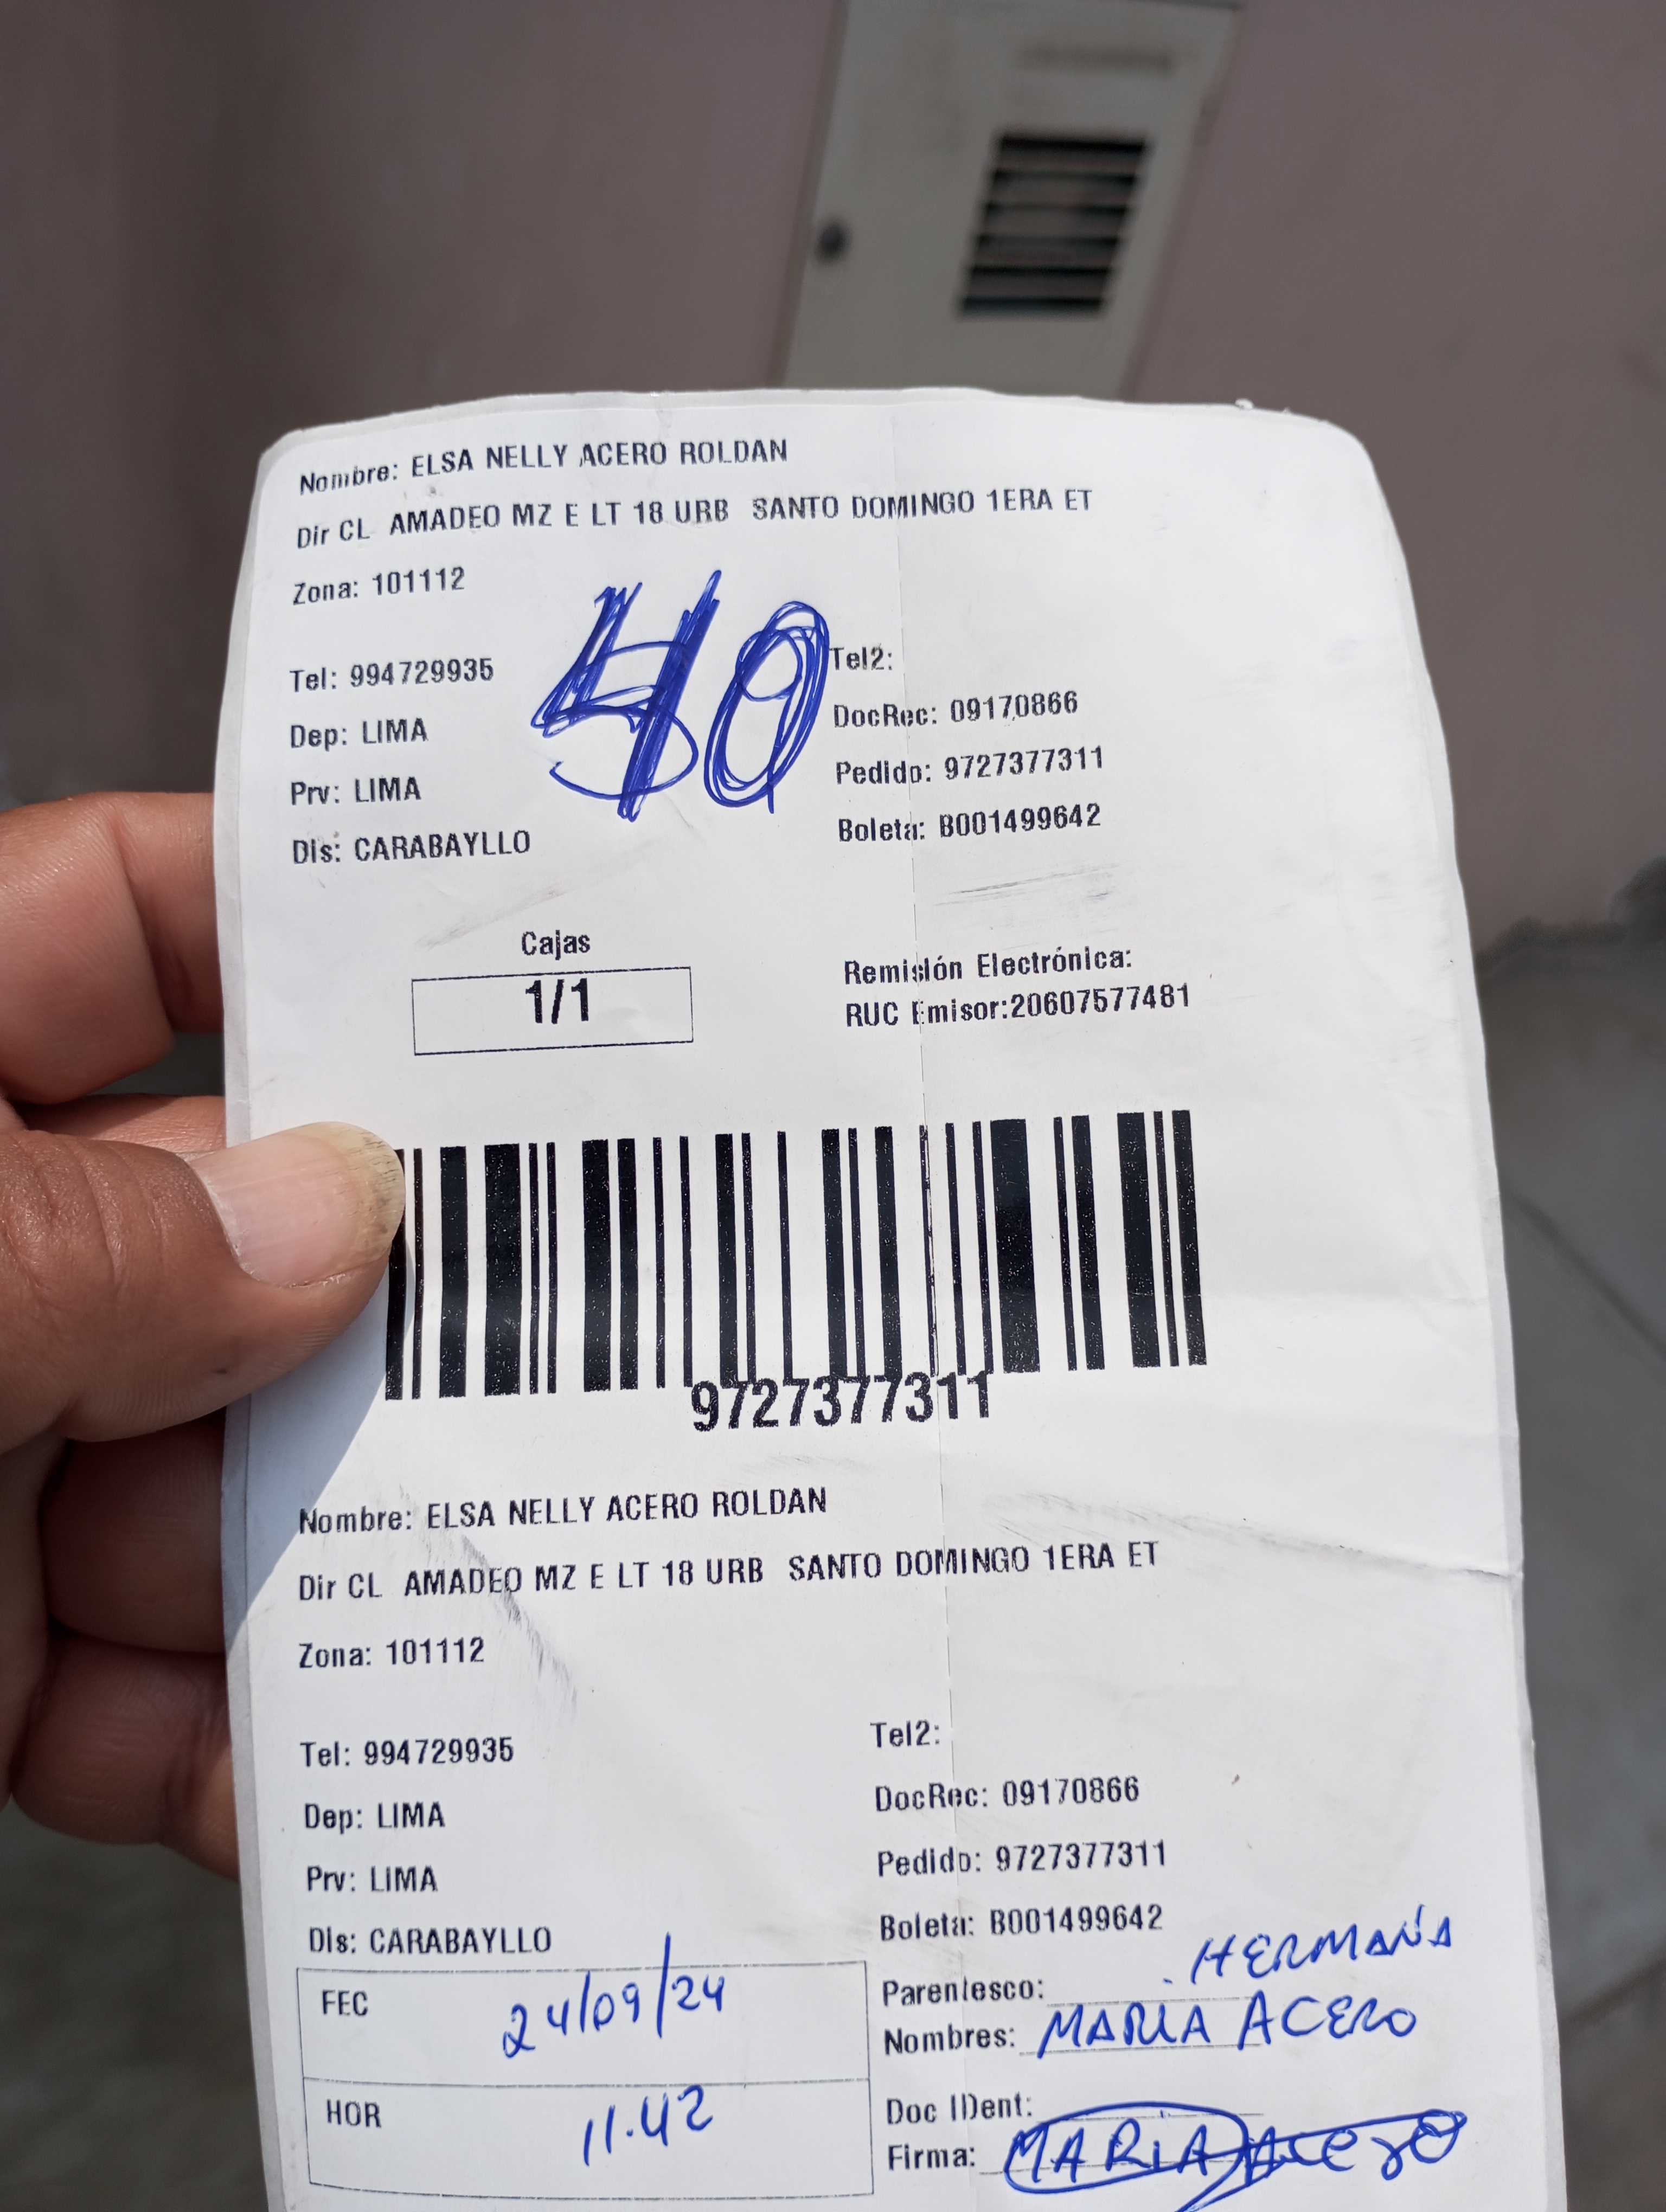 Nombre: ELSA NELLY ACERO ROLDAN
Dir CL AMADEO MZ E LT 18 URB SANTO DOMINGO 1ERA ET
Zona: 101112
40
Tel: 994729935 Tel2:
Dep: LIMA DocRec: 09170866
Prv: LIMA Pedido: 9727377311
Dis: CARABAYLLO Boleta: B001499642
Cajas
1/1
Remisión Electrónica:
RUC Emisor:20607577481
9727377311
Nombre: ELSA NELLY ACERO ROLDAN
Dir CL AMADEO MZ E LT 18 URB SANTO DOMINGO 1ERA ET
Zona: 101112
Tel: 994729935 Tel2:
Dep: LIMA DocRec: 09170866
Prv: LIMA Pedido: 9727377311
Dis: CARABAYLLO Boleta: B001499642
FEC 24/09/24
Parentesco: HERMANA
Nombres: MARIA ACERO
HOR 11.42
Doc IDent:
Firma: MARIA Acero